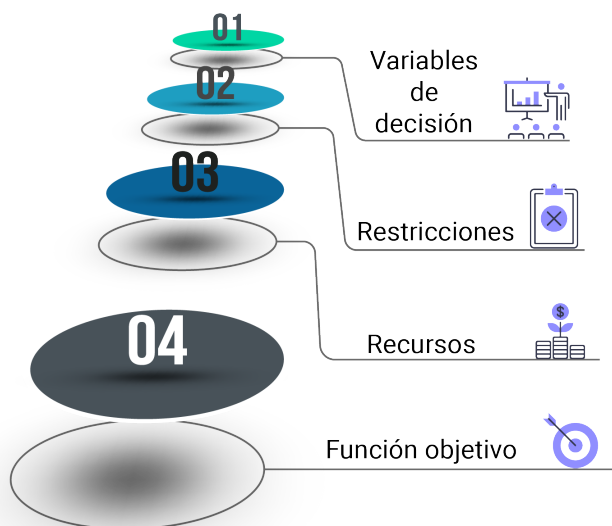 01
Variables
de
decisión
02
Restricciones
03
Recursos
$
04
Función objetivo